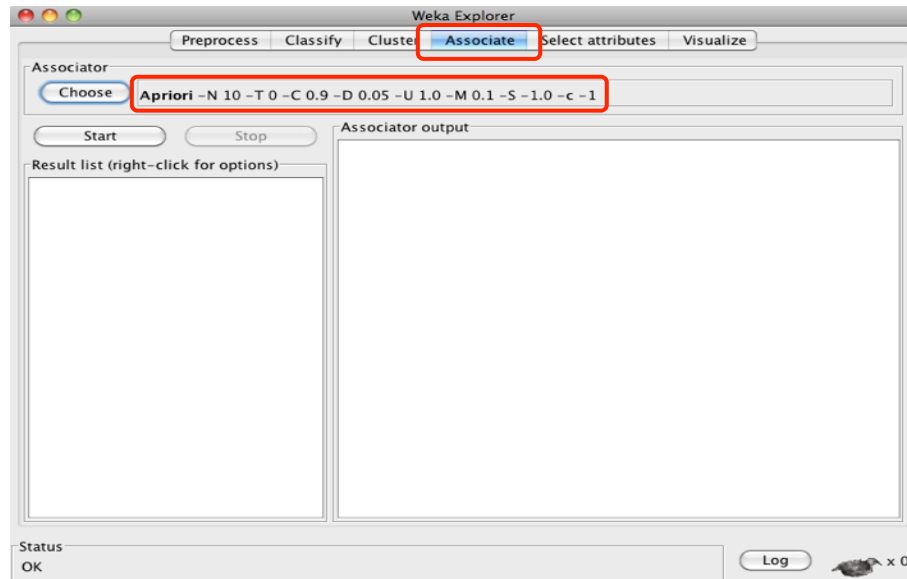 Weka Explorer
Preprocess Classify Cluster Associate Select attributes Visualize
Associator
Choose Apriori -N 10 -T 0 -C 0.9 -D 0.05 -U 1.0 -M 0.1 -S -1.0 -c -1
Start Stop
Associator output
Result list (right-click for options)
Status
OK
Log
x 0